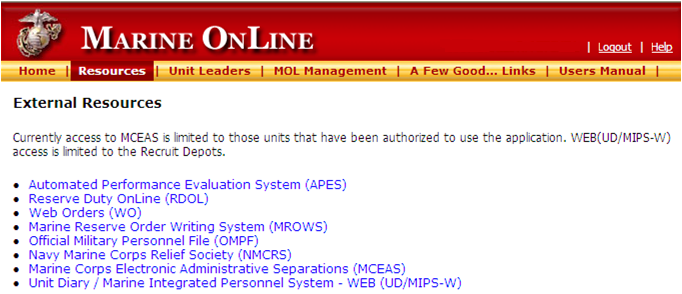 MARINE ONLINE
| Logout | Help
Home | Resources | Unit Leaders | MOL Management | A Few Good... Links | Users Manual |
External Resources
Currently access to MCEAS is limited to those units that have been authorized to use the application. WEB(UD/MIPS-W)
access is limited to the Recruit Depots.
• Automated Performance Evaluation System (APES)
• Reserve Duty OnLine (RDOL)
• Web Orders (WO)
• Marine Reserve Order Writing System (MROWS)
• Official Military Personnel File (OMPF)
• Navy Marine Corps Relief Society (NMCRS)
• Marine Corps Electronic Administrative Separations (MCEAS)
• Unit Diary / Marine Integrated Personnel System - WEB (UD/MIPS-W)